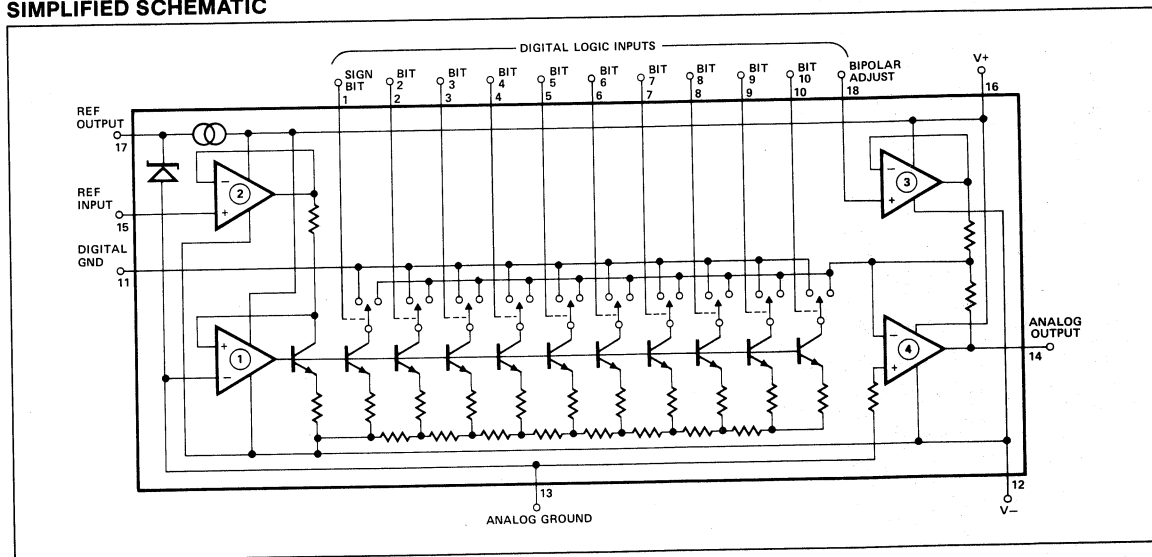 SIMPLIFIED SCHEMATIC
DIGITAL LOGIC INPUTS
SIGN BIT
1
BIT 2
2
BIT 3
3
BIT 4
4
BIT 5
5
BIT 6
6
BIT 7
7
BIT 8
8
BIT 9
9
BIT 10
10
BIPOLAR ADJUST
18
V+
16
REF OUTPUT
17
2
−
+
3
−
+
REF INPUT
15
DIGITAL GND
11
1
+
−
4
−
+
ANALOG OUTPUT
14
13
ANALOG GROUND
12
V−